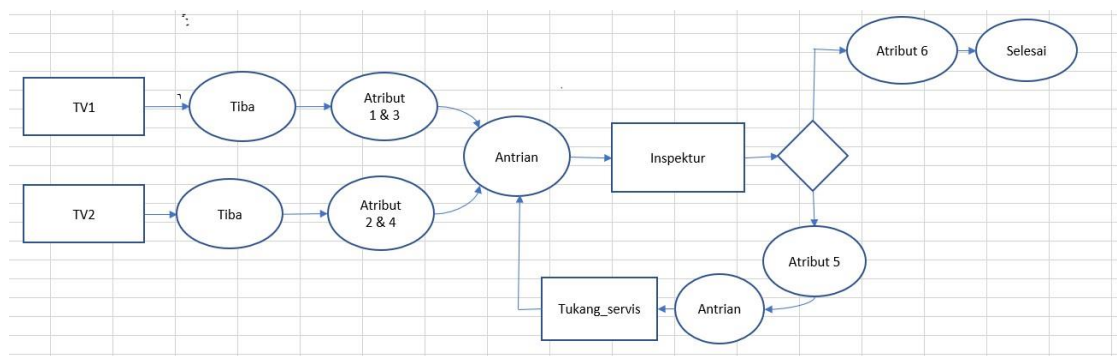 Atribut 6
Selesai
TV1
Tiba
Atribut
1 & 3
Antrian
Inspektur
TV2
Tiba
Atribut
2 & 4
Atribut 5
Tukang_servis
Antrian